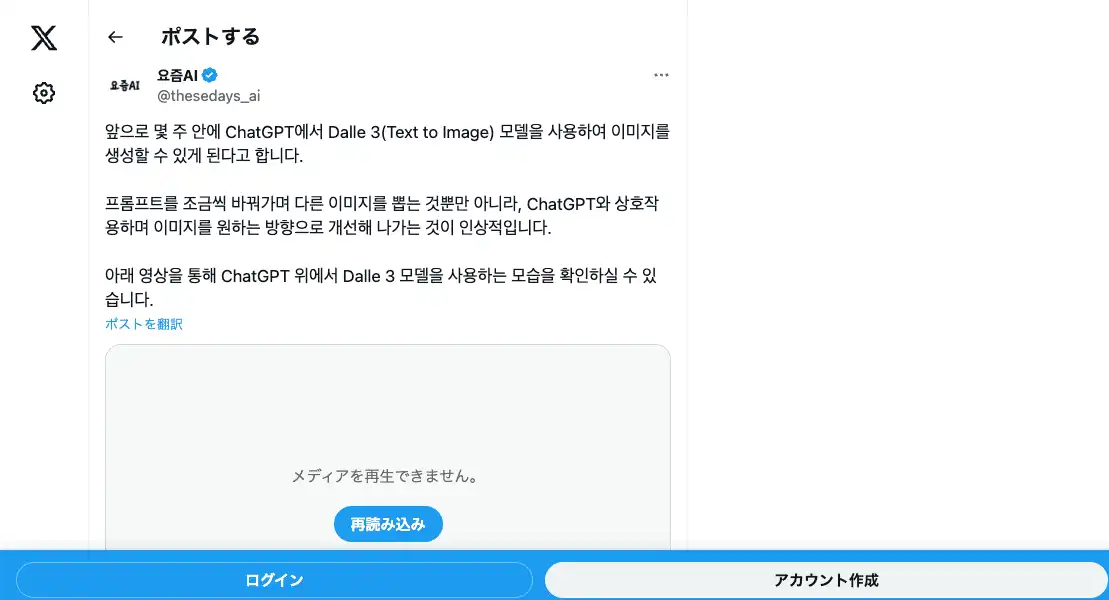 ポストする
요즘AI
요즘AI
@thesedays_ai
앞으로 몇 주 안에 ChatGPT에서 Dalle 3(Text to Image) 모델을 사용하여 이미지를
생성할 수 있게 된다고 합니다.
프롬프트를 조금씩 바꿔가며 다른 이미지를 뽑는 것뿐만 아니라, ChatGPT와 상호작
용하며 이미지를 원하는 방향으로 개선해 나가는 것이 인상적입니다.
아래 영상을 통해 ChatGPT 위에서 Dalle 3 모델을 사용하는 모습을 확인하실 수 있
습니다.
ポストを翻訳
メディアを再生できません。
再読み込み
ログイン
アカウント作成